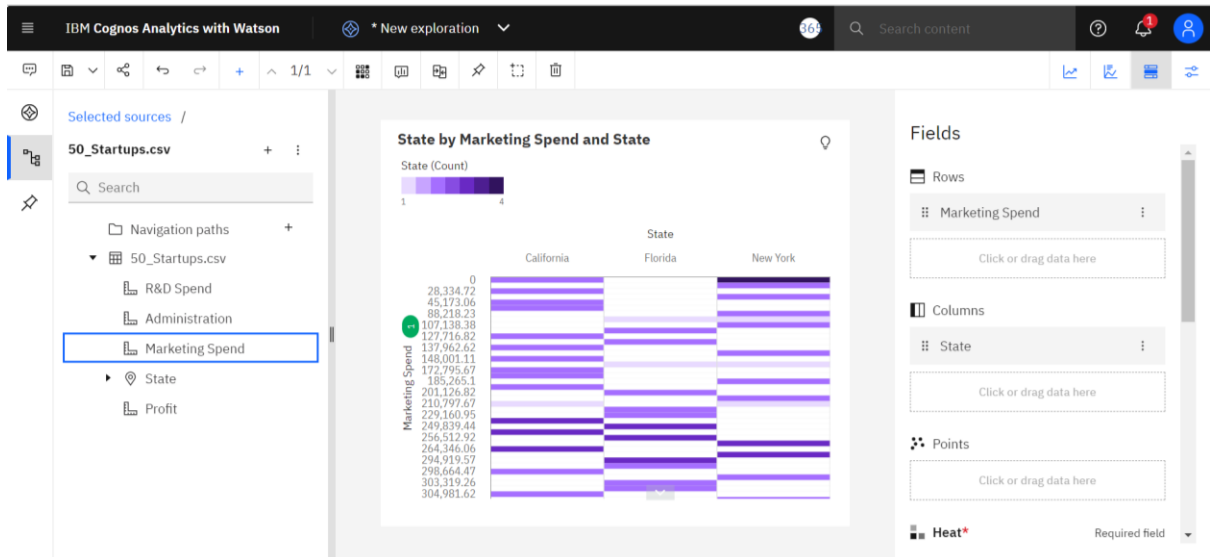 IBM Cognos Analytics with Watson
* New exploration
365
Search content
1
1/1
Selected sources /
50_Startups.csv
Search
Navigation paths
50_Startups.csv
R&D Spend
Administration
Marketing Spend
State
Profit
State by Marketing Spend and State
State (Count)
1 4
State
California Florida New York
Marketing Spend
1
0
28,334.72
45,173.06
88,218.23
107,138.38
127,716.82
137,962.62
148,001.11
172,795.67
185,265.1
201,126.82
210,797.67
229,160.95
249,839.44
256,512.92
264,346.06
294,919.57
298,664.47
303,319.26
304,981.62
Fields
Rows
Marketing Spend
Click or drag data here
Columns
State
Click or drag data here
Points
Click or drag data here
Heat* Required field